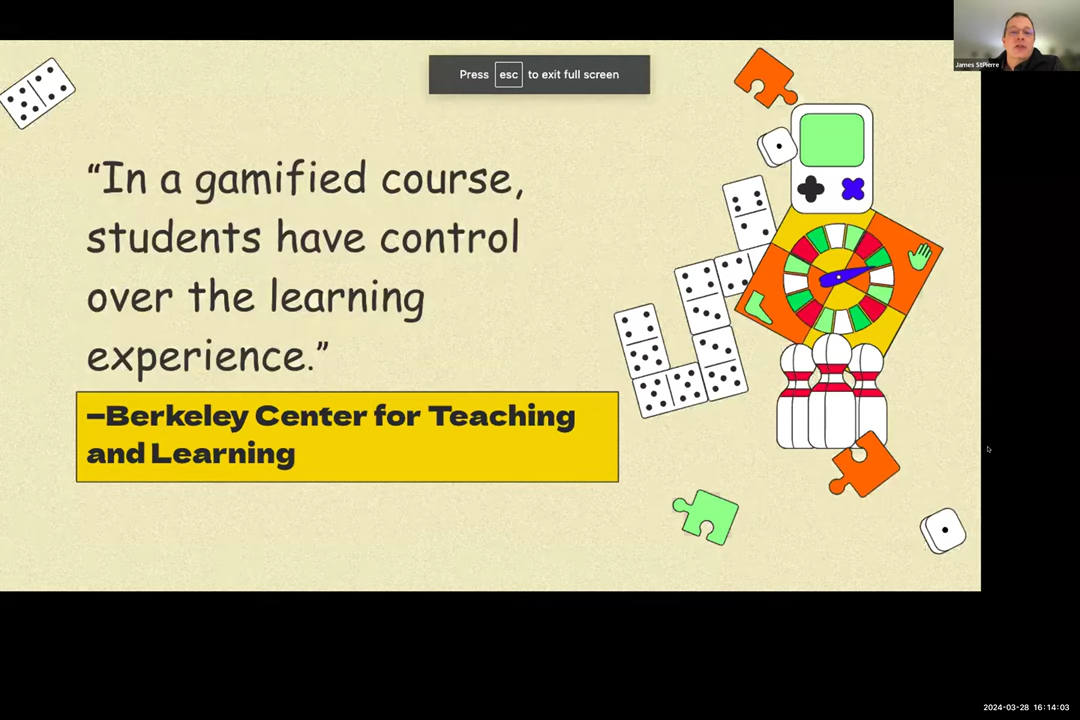 James StPierre
Press esc to exit full screen
“In a gamified course,
students have control
over the learning
experience.”
–Berkeley Center for Teaching
and Learning
2024-03-28 16:14:03